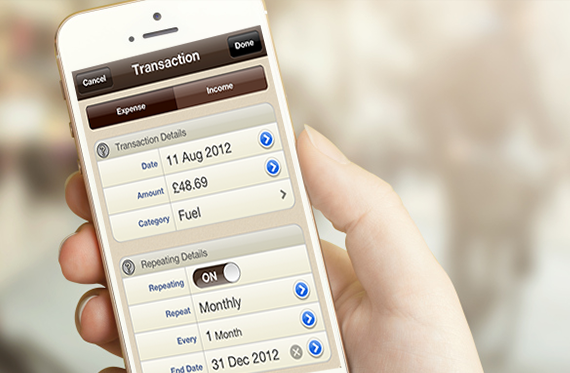 Cancel Transaction Done
Expense Income
Transaction Details
Date 11 Aug 2012
Amount £48.69
Category Fuel
Repeating Details
Repeating ON
Repeat Monthly
Every 1 Month
End Date 31 Dec 2012